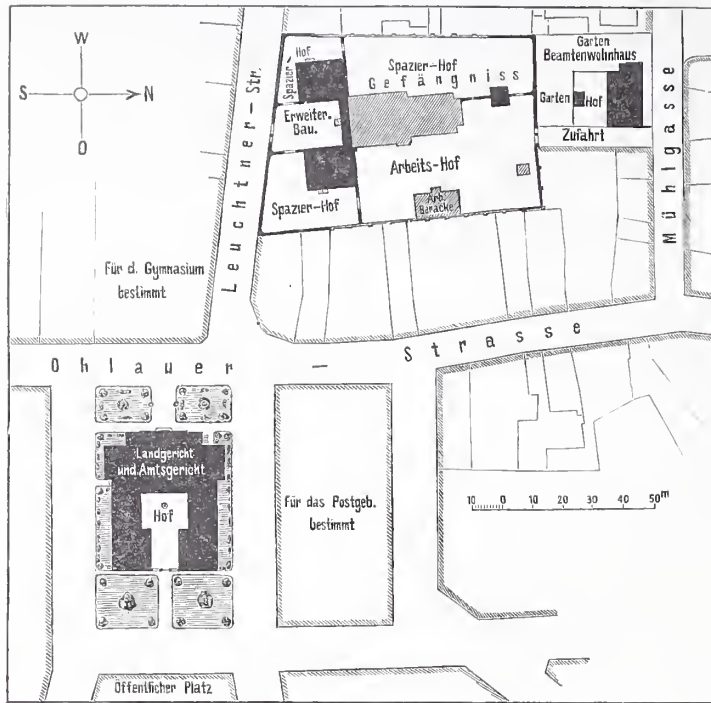 W
S
N
O
Leuchtner-Str.
Spazier-
Hof
Spazier-Hof
Gefängniss
Erweiter.
Bau.
Arbeits-Hof
Spazier-Hof
Arb.
Baracke
Garten
Beamtenwohnhaus
Garten
Hof
Zufahrt
Mühlgasse
Für d. Gymnasium
bestimmt
Ohlauer - Strasse
Landgericht
und Amtsgericht
Hof
Für das Postgeb.
bestimmt
10 0 10 20 30 40 50 m
Öffentlicher Platz